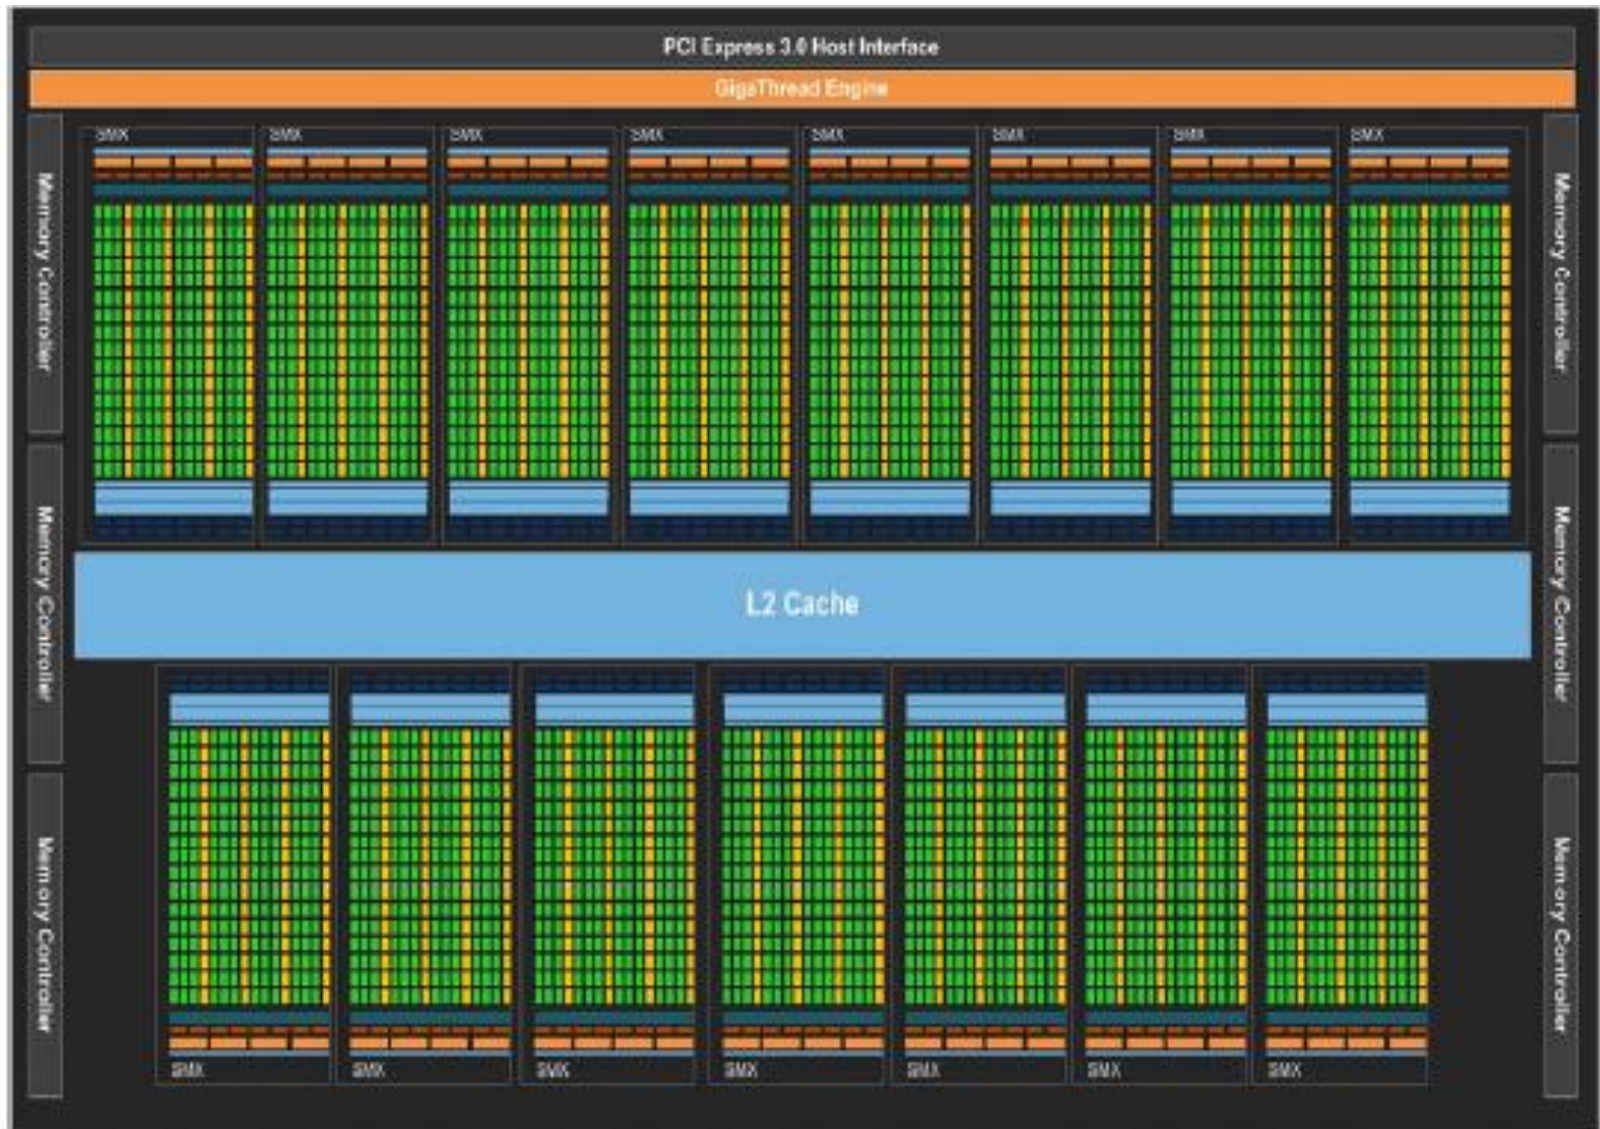 PCI Express 3.0 Host Interface
GigaThread Engine
SMX SMX SMX SMX SMX SMX SMX SMX
Memory Controller
Memory Controller
Memory Controller
Memory Controller
L2 Cache
Memory Controller
Memory Controller
SMX SMX SMX SMX SMX SMX SMX